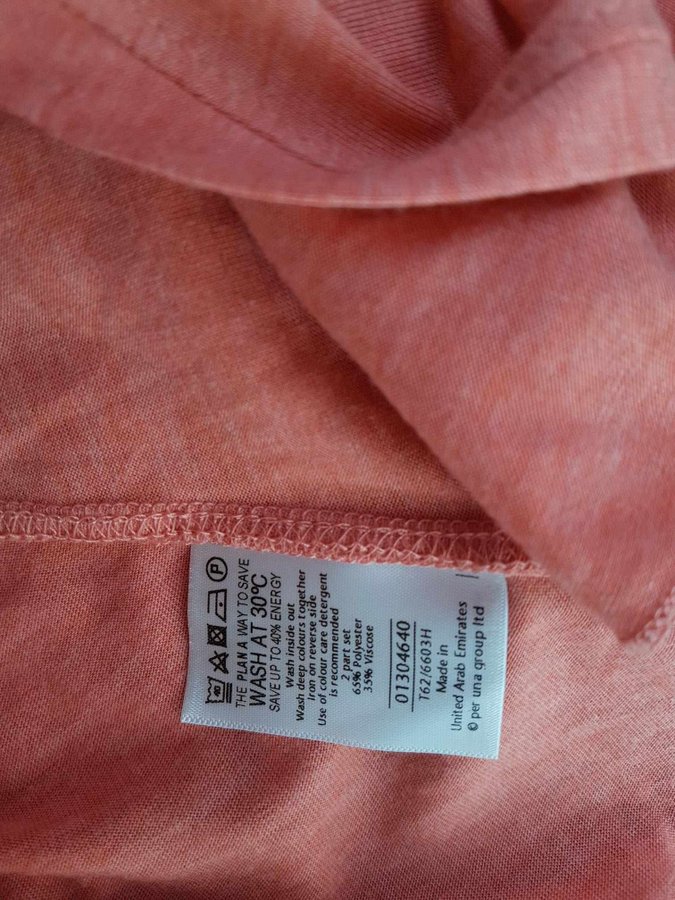 40
P
THE PLAN A WAY TO SAVE
WASH AT 30°C
SAVE UP TO 40% ENERGY
Wash inside out
Wash deep colours together
Iron on reverse side
Use of colour care detergent
is recommended
2 part set
65% Polyester
35% Viscose
01304640
T62/6603H
Made in
United Arab Emirates
© per una group ltd